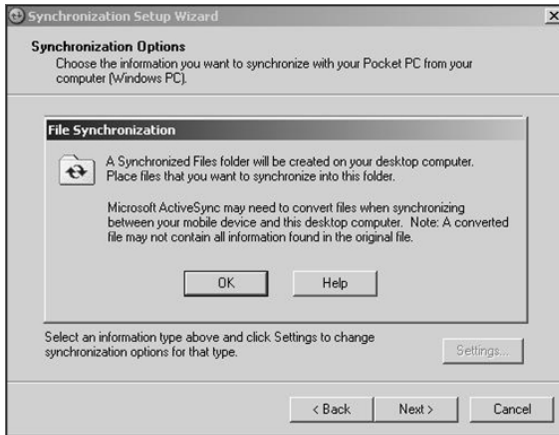 Synchronization Setup Wizard
Synchronization Options
Choose the information you want to synchronize with your Pocket PC from your
computer (Windows PC).
File Synchronization
A Synchronized Files folder will be created on your desktop computer.
Place files that you want to synchronize into this folder.
Microsoft ActiveSync may need to convert files when synchronizing
between your mobile device and this desktop computer. Note: A converted
file may not contain all information found in the original file.
OK Help
Select an information type above and click Settings to change
synchronization options for that type.
Settings...
< Back Next > Cancel